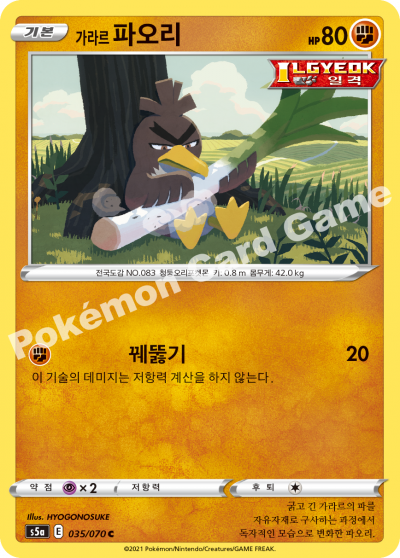 기본 가라르 파오리 HP 80
ILGYEOK
일격
전국도감 NO.083 청둥오리포켓몬 키: 0.8 m 몸무게: 42.0 kg
Pokémon Card Game
꿰뚫기 20
이 기술의 데미지는 저항력 계산을 하지 않는다.
약점 ×2 저항력 후퇴
Illus. HYOGONOSUKE
s5a E 035/070 C
굵고 긴 가라르의 파를
자유자재로 구사하는 과정에서
독자적인 모습으로 변화한 파오리.
©2021 Pokémon/Nintendo/Creatures/GAME FREAK.